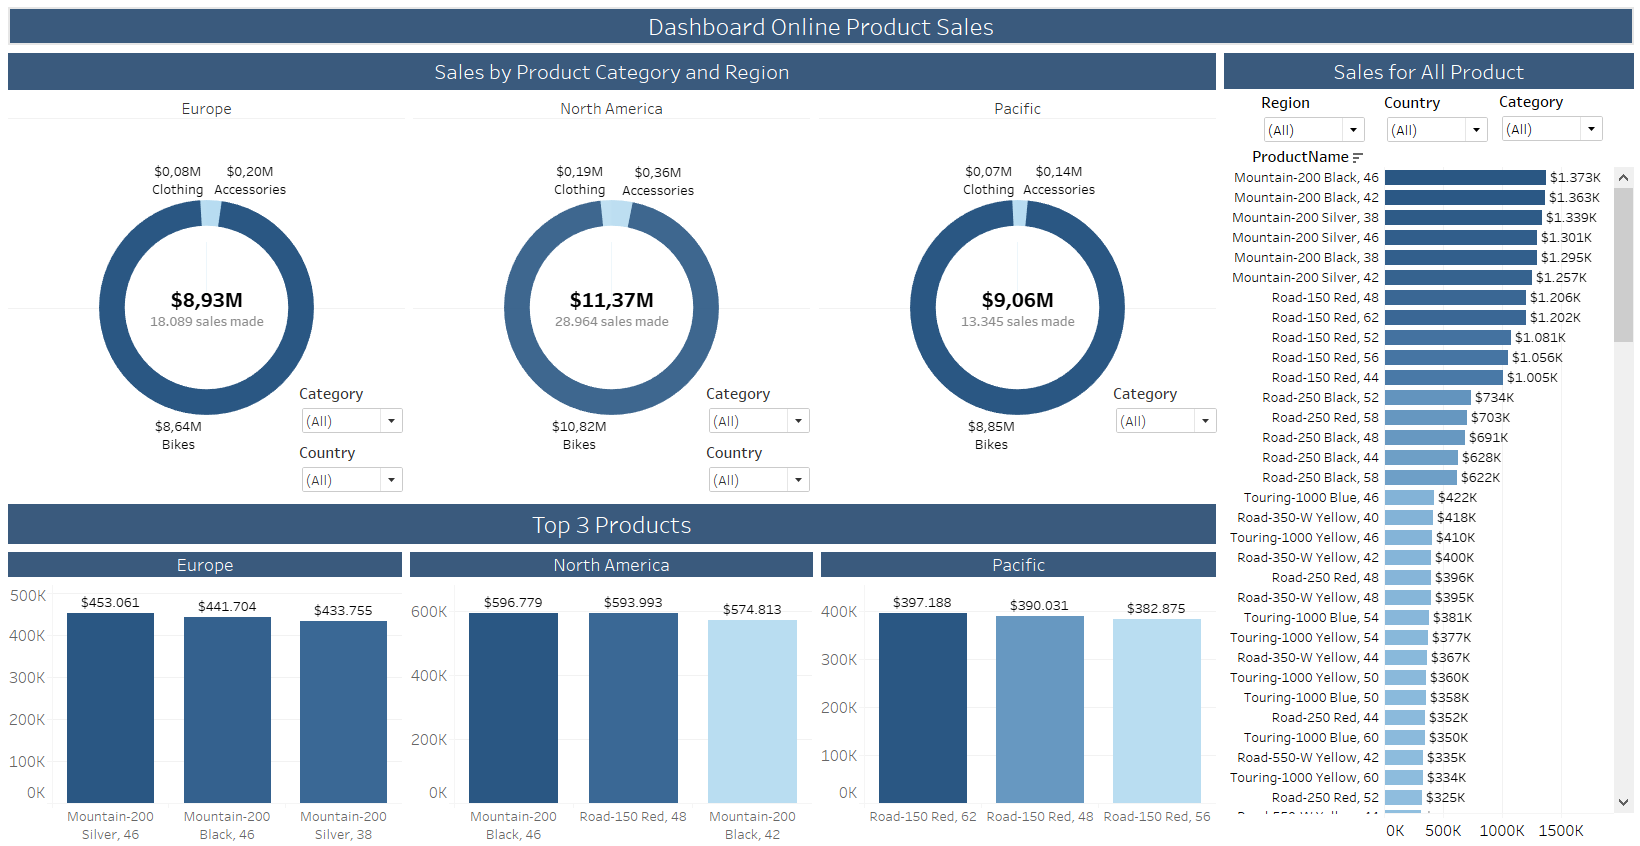 Dashboard Online Product Sales
Sales by Product Category and Region
Europe
North America
Pacific
$0,08M
Clothing
$0,20M
Accessories
$8,93M
18.089 sales made
$8,64M
Bikes
Category
(All)
Country
(All)
$0,19M
Clothing
$0,36M
Accessories
$11,37M
28.964 sales made
$10,82M
Bikes
Category
(All)
Country
(All)
$0,07M
Clothing
$0,14M
Accessories
$9,06M
13.345 sales made
$8,85M
Bikes
Category
(All)
Top 3 Products
Europe
500K
400K
300K
200K
100K
0K
$453.061
$441.704
$433.755
Mountain-200
Silver, 46
Mountain-200
Black, 46
Mountain-200
Silver, 38
North America
600K
400K
200K
0K
$596.779
$593.993
$574.813
Mountain-200
Black, 46
Road-150 Red, 48
Mountain-200
Black, 42
Pacific
400K
300K
200K
100K
0K
$397.188
$390.031
$382.875
Road-150 Red, 62
Road-150 Red, 48
Road-150 Red, 56
Sales for All Product
Region
Country
Category
(All)
(All)
(All)
ProductName
Mountain-200 Black, 46 $1.373K
Mountain-200 Black, 42 $1.363K
Mountain-200 Silver, 38 $1.339K
Mountain-200 Silver, 46 $1.301K
Mountain-200 Black, 38 $1.295K
Mountain-200 Silver, 42 $1.257K
Road-150 Red, 48 $1.206K
Road-150 Red, 62 $1.202K
Road-150 Red, 52 $1.081K
Road-150 Red, 56 $1.056K
Road-150 Red, 44 $1.005K
Road-250 Black, 52 $734K
Road-250 Red, 58 $703K
Road-250 Black, 48 $691K
Road-250 Black, 44 $628K
Road-250 Black, 58 $622K
Touring-1000 Blue, 46 $422K
Road-350-W Yellow, 40 $418K
Touring-1000 Yellow, 46 $410K
Road-350-W Yellow, 42 $400K
Road-250 Red, 48 $396K
Road-350-W Yellow, 48 $395K
Touring-1000 Blue, 54 $381K
Touring-1000 Yellow, 54 $377K
Road-350-W Yellow, 44 $367K
Touring-1000 Yellow, 50 $360K
Touring-1000 Blue, 50 $358K
Road-250 Red, 44 $352K
Touring-1000 Blue, 60 $350K
Road-550-W Yellow, 42 $335K
Touring-1000 Yellow, 60 $334K
Road-250 Red, 52 $325K
0K 500K 1000K 1500K